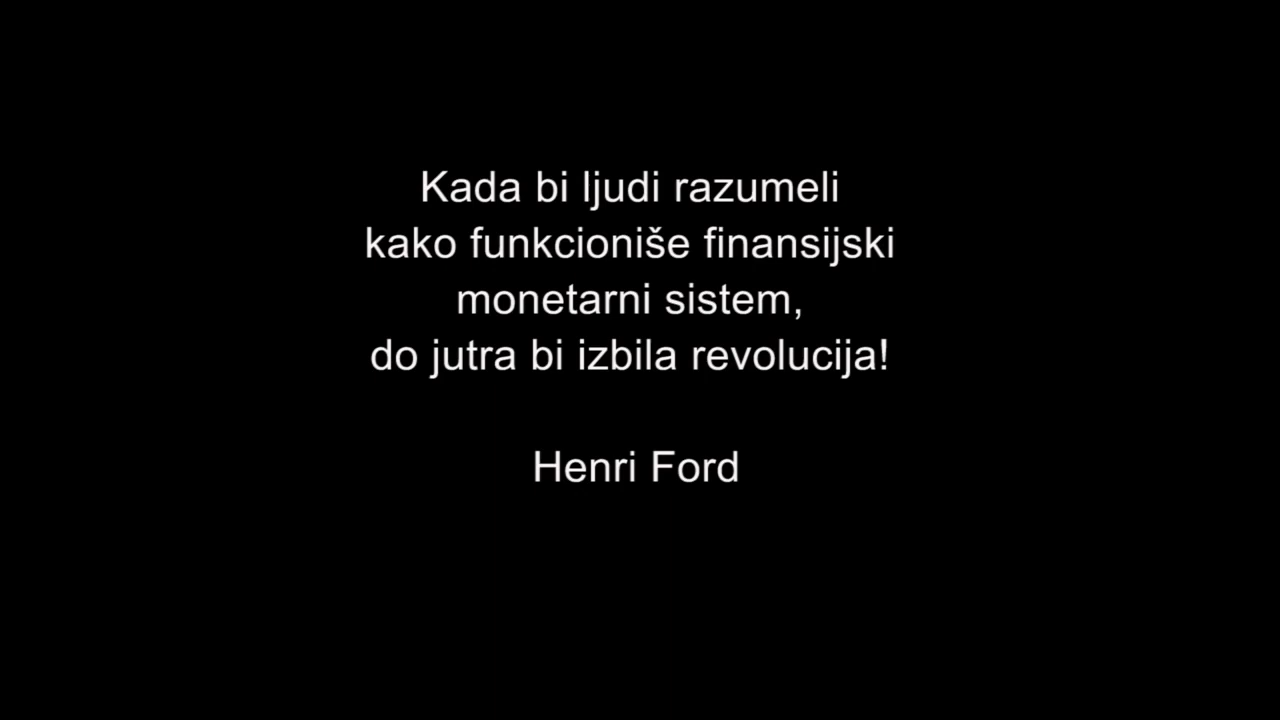 Kada bi ljudi razumeli
kako funkcioniše finansijski
monetarni sistem,
do jutra bi izbila revolucija!
Henri Ford